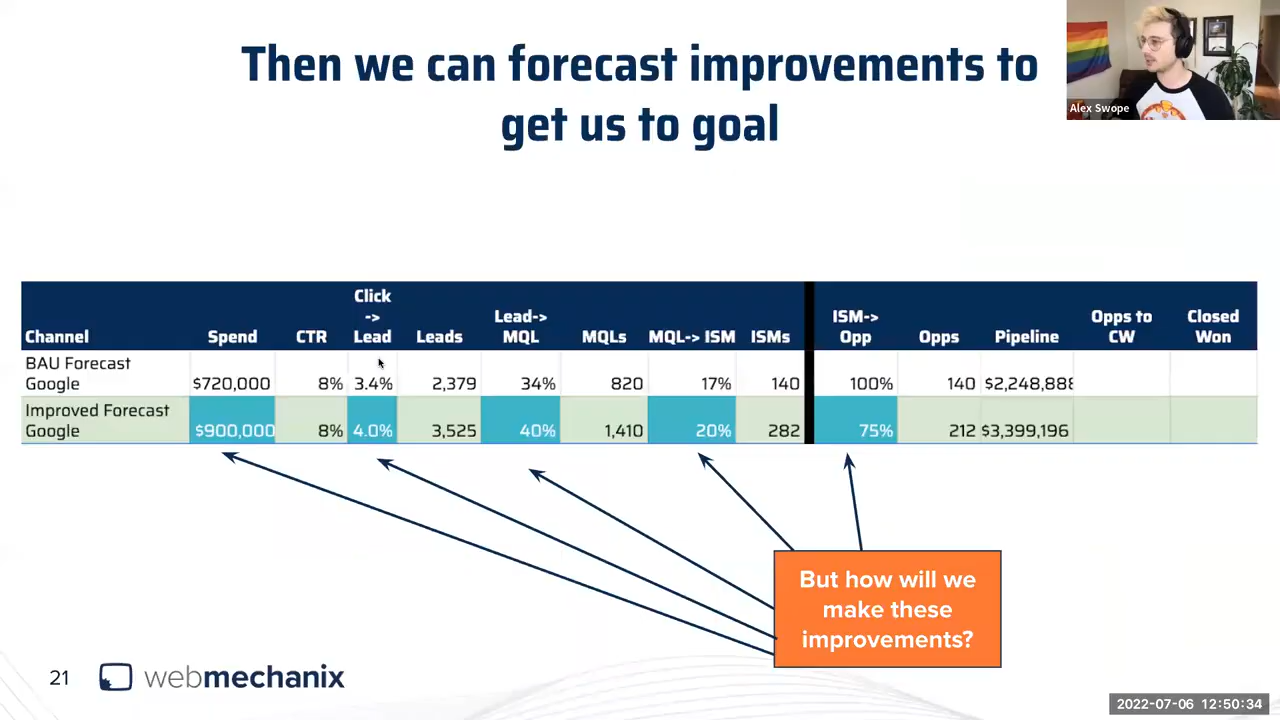 Then we can forecast improvements to
get us to goal
Alex Swope
Channel Spend CTR Click -> Lead Leads Lead-> MQL MQLs MQL-> ISM ISMs ISM-> Opp Opps Pipeline Opps to CW Closed Won
BAU Forecast Google $720,000 8% 3.4% 2,379 34% 820 17% 140 100% 140 $2,248,888
Improved Forecast Google $900,000 8% 4.0% 3,525 40% 1,410 20% 282 75% 212 $3,399,196
But how will we
make these
improvements?
21 webmechanix
2022-07-06 12:50:34